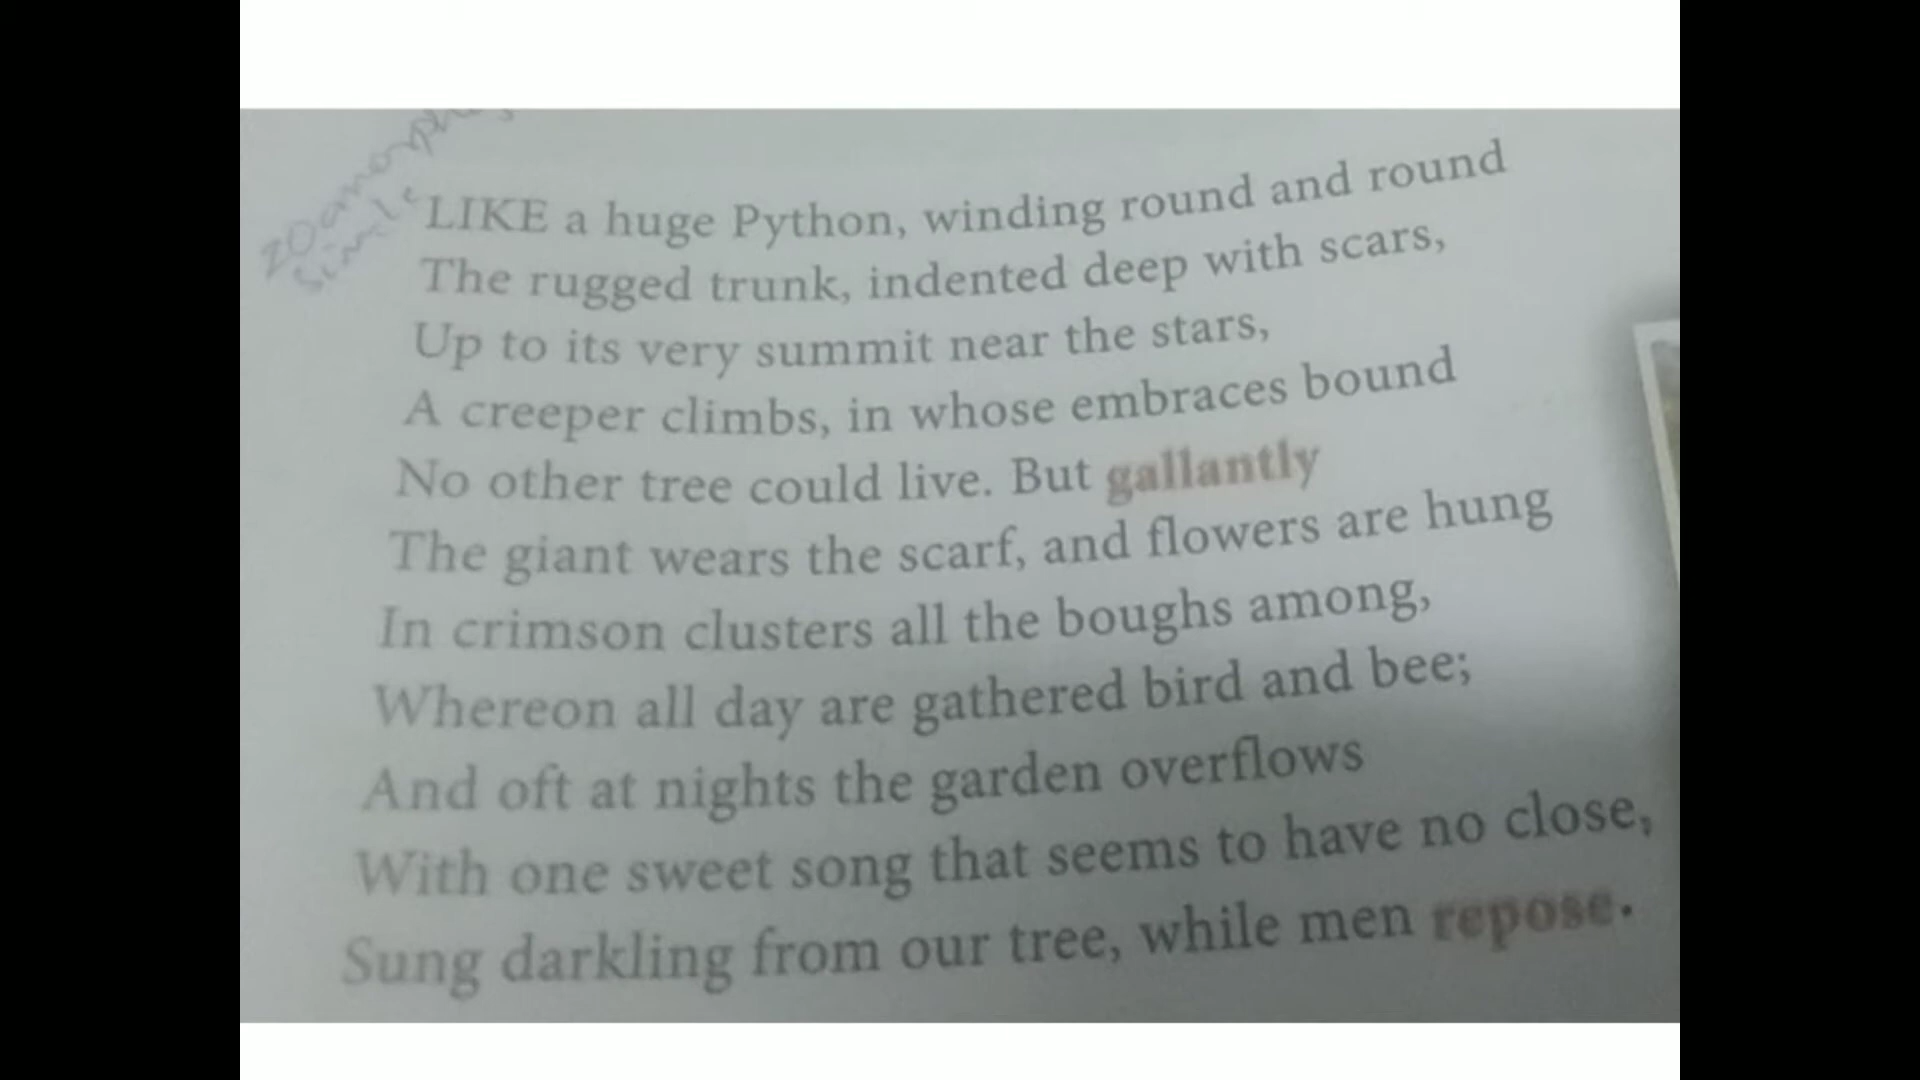 simile
LIKE a huge Python, winding round and round
The rugged trunk, indented deep with scars,
Up to its very summit near the stars,
A creeper climbs, in whose embraces bound
No other tree could live. But gallantly
The giant wears the scarf, and flowers are hung
In crimson clusters all the boughs among,
Whereon all day are gathered bird and bee;
And oft at nights the garden overflows
With one sweet song that seems to have no close,
Sung darkling from our tree, while men repose.